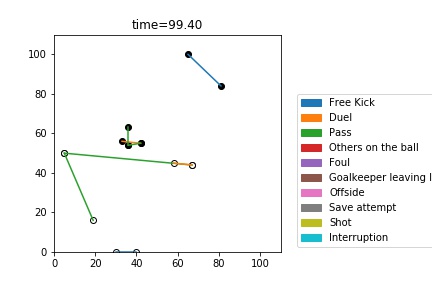 time=99.40
100
80
60
40
20
0
0 20 40 60 80 100
Free Kick
Duel
Pass
Others on the ball
Foul
Goalkeeper leaving l
Offside
Save attempt
Shot
Interruption